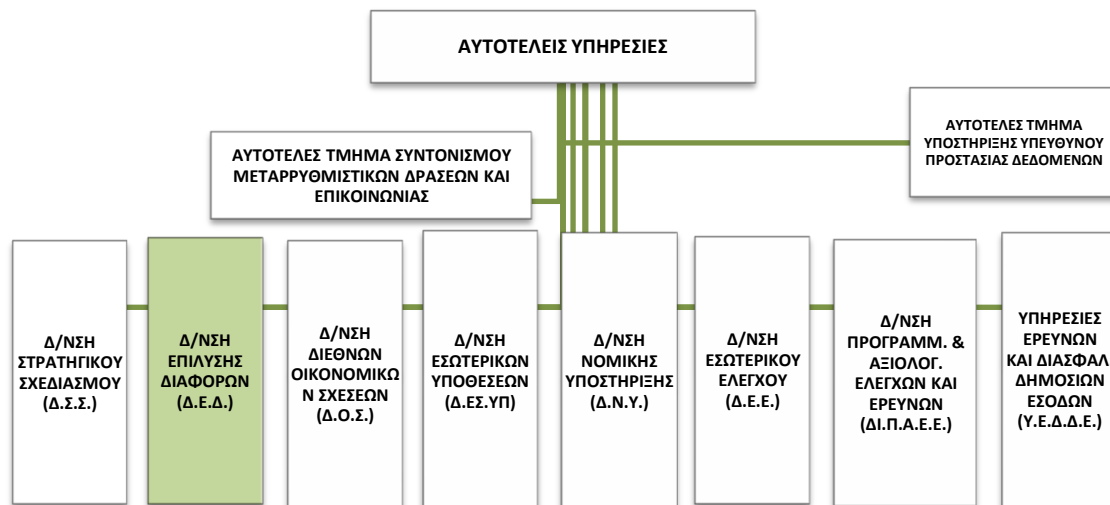 ΑΥΤΟΤΕΛΕΙΣ ΥΠΗΡΕΣΙΕΣ
ΑΥΤΟΤΕΛΕΣ ΤΜΗΜΑ
ΥΠΟΣΤΗΡΙΞΗΣ ΥΠΕΥΘΥΝΟΥ
ΠΡΟΣΤΑΣΙΑΣ ΔΕΔΟΜΕΝΩΝ
ΑΥΤΟΤΕΛΕΣ ΤΜΗΜΑ ΣΥΝΤΟΝΙΣΜΟΥ
ΜΕΤΑΡΡΥΘΜΙΣΤΙΚΩΝ ΔΡΑΣΕΩΝ ΚΑΙ
ΕΠΙΚΟΙΝΩΝΙΑΣ
Δ/ΝΣΗ
ΣΤΡΑΤΗΓΙΚΟΥ
ΣΧΕΔΙΑΣΜΟΥ
(Δ.Σ.Σ.)
Δ/ΝΣΗ
ΕΠΙΛΥΣΗΣ
ΔΙΑΦΟΡΩΝ
(Δ.Ε.Δ.)
Δ/ΝΣΗ
ΔΙΕΘΝΩΝ
ΟΙΚΟΝΟΜΙΚΩ
Ν ΣΧΕΣΕΩΝ
(Δ.Ο.Σ.)
Δ/ΝΣΗ
ΕΣΩΤΕΡΙΚΩΝ
ΥΠΟΘΕΣΕΩΝ
(Δ.ΕΣ.ΥΠ)
Δ/ΝΣΗ
ΝΟΜΙΚΗΣ
ΥΠΟΣΤΗΡΙΞΗΣ
(Δ.Ν.Υ.)
Δ/ΝΣΗ
ΕΣΩΤΕΡΙΚΟΥ
ΕΛΕΓΧΟΥ
(Δ.Ε.Ε.)
Δ/ΝΣΗ
ΠΡΟΓΡΑΜΜ. &
ΑΞΙΟΛΟΓ.
ΕΛΕΓΧΩΝ ΚΑΙ
ΕΡΕΥΝΩΝ
(ΔΙ.Π.Α.Ε.Ε.)
ΥΠΗΡΕΣΙΕΣ
ΕΡΕΥΝΩΝ
ΚΑΙ ΔΙΑΣΦΑΛ
ΔΗΜΟΣΙΩΝ
ΕΣΟΔΩΝ
(Υ.Ε.Δ.Δ.Ε.)